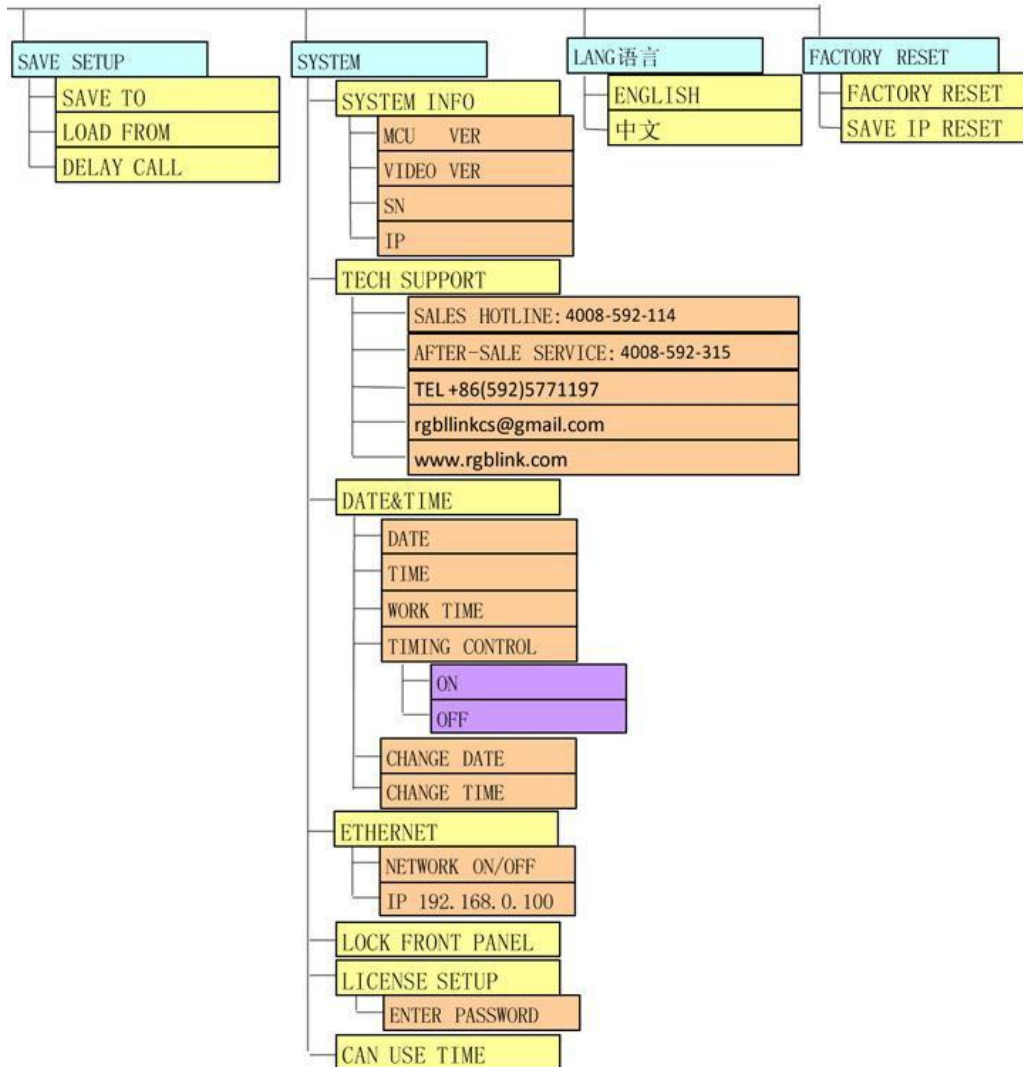 SAVE SETUP
SAVE TO
LOAD FROM
DELAY CALL
SYSTEM
SYSTEM INFO
MCU VER
VIDEO VER
SN
IP
TECH SUPPORT
SALES HOTLINE: 4008-592-114
AFTER-SALE SERVICE: 4008-592-315
TEL +86(592)5771197
rgbllinkcs@gmail.com
www.rgblink.com
DATE&TIME
DATE
TIME
WORK TIME
TIMING CONTROL
ON
OFF
CHANGE DATE
CHANGE TIME
ETHERNET
NETWORK ON/OFF
IP 192.168.0.100
LOCK FRONT PANEL
LICENSE SETUP
ENTER PASSWORD
CAN USE TIME
LANG语言
ENGLISH
中文
FACTORY RESET
FACTORY RESET
SAVE IP RESET